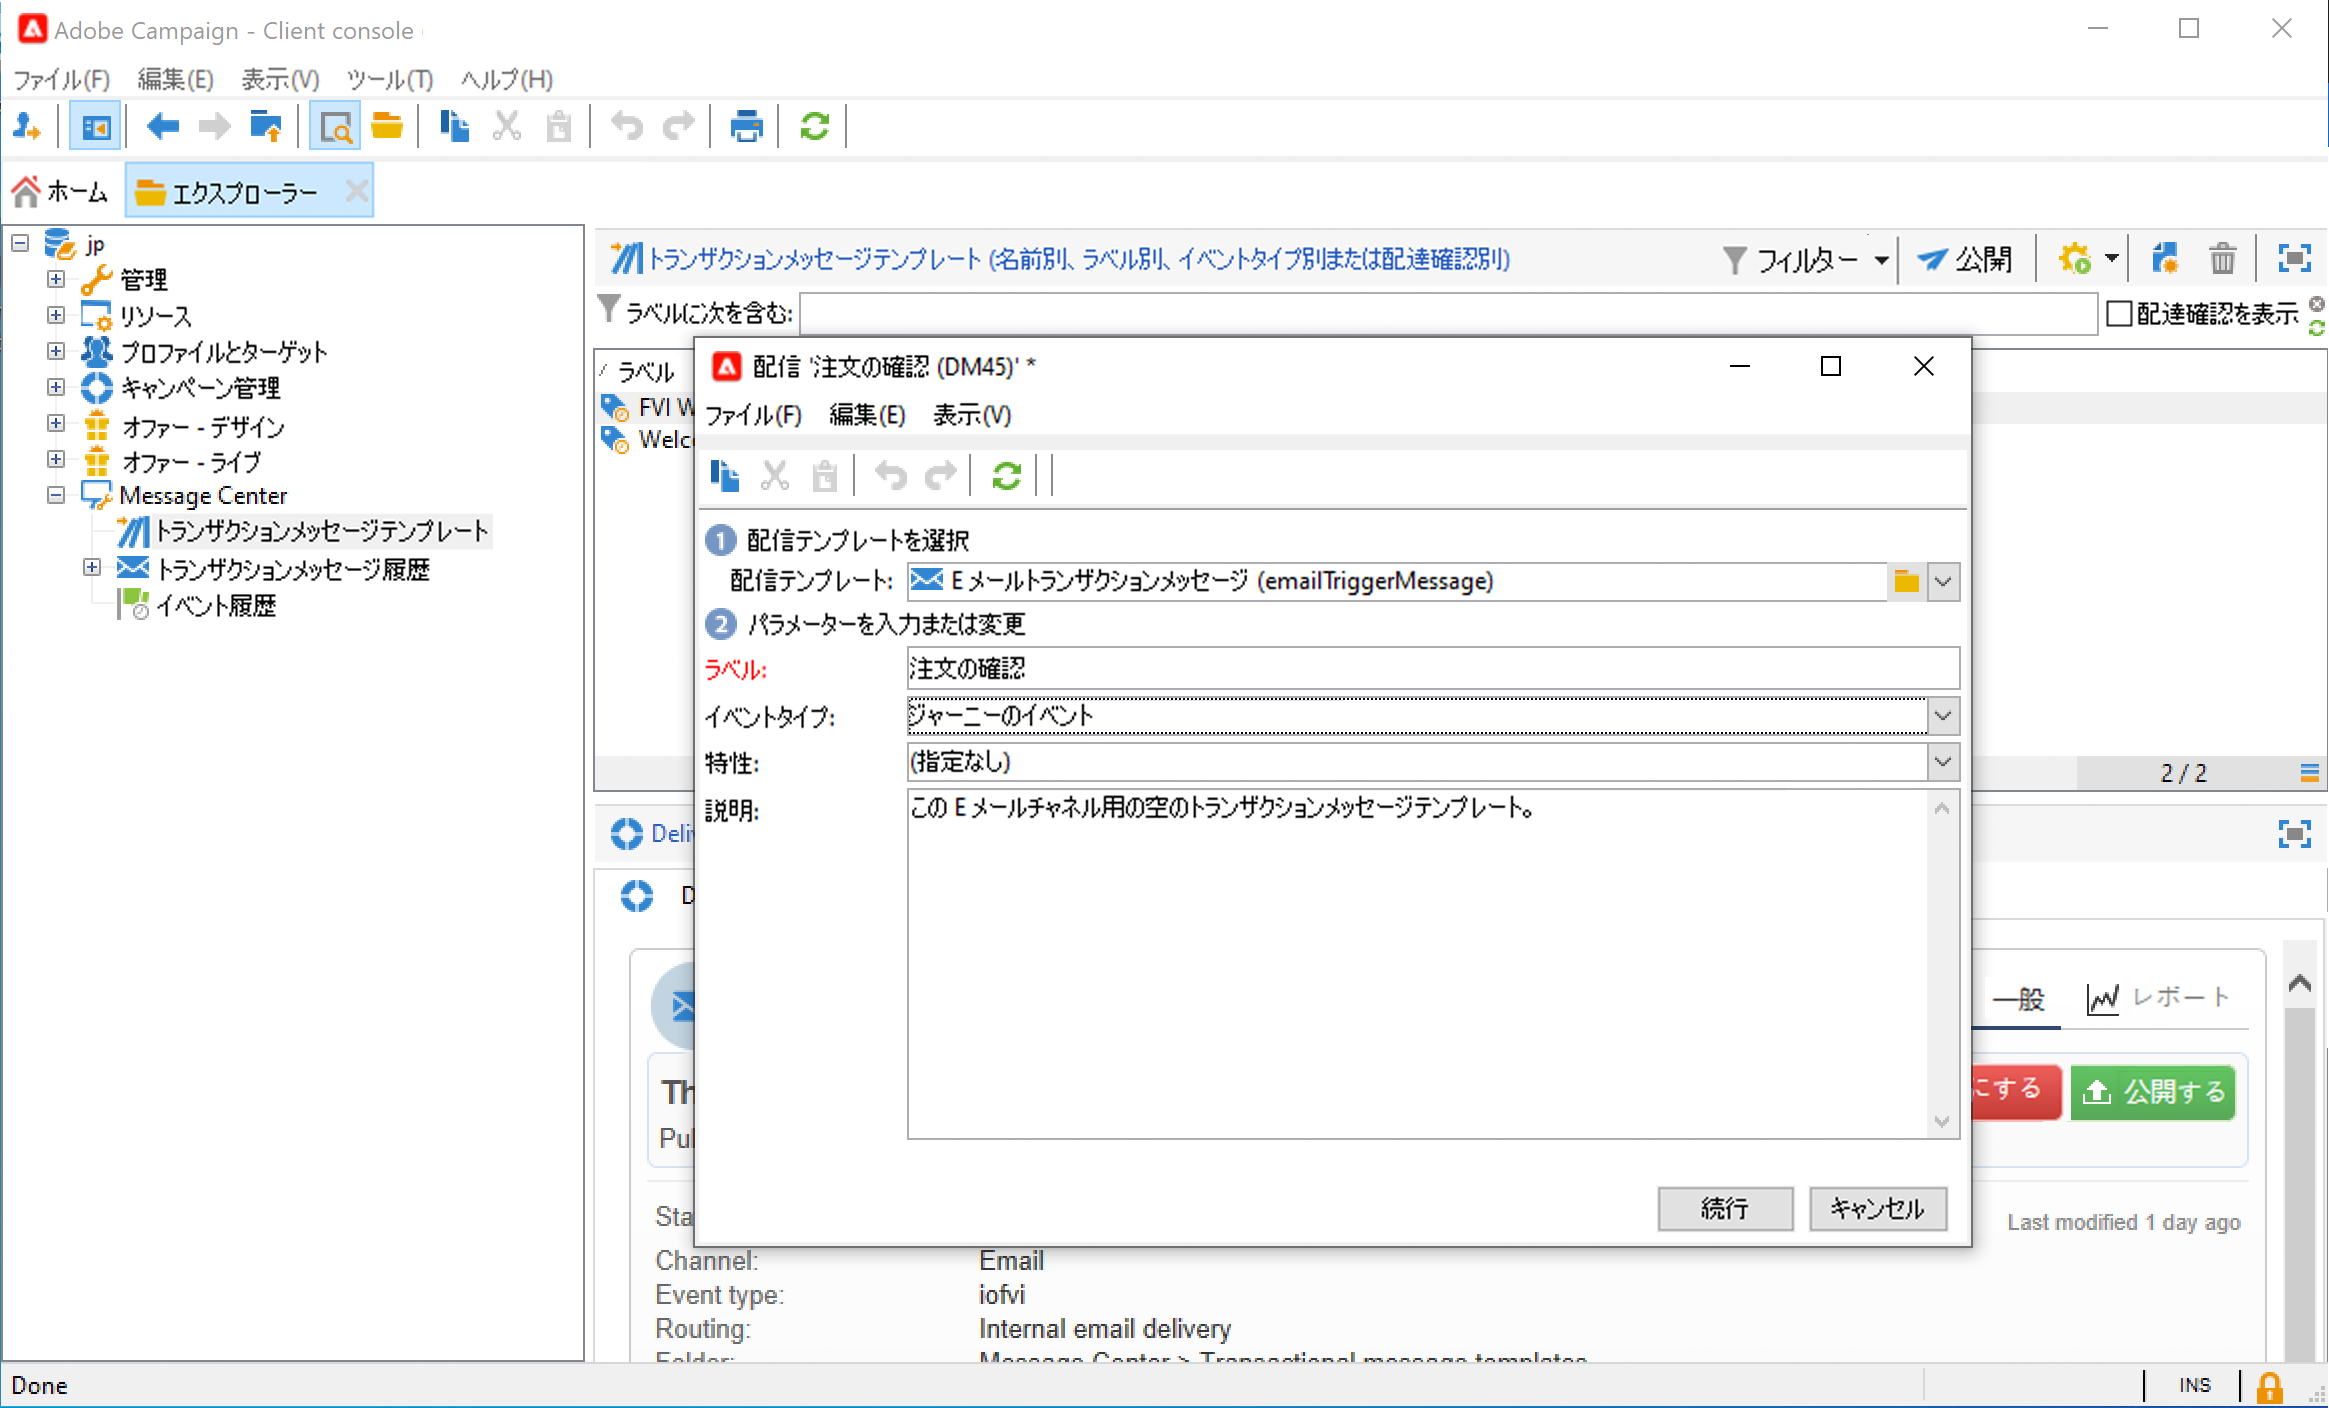 Adobe Campaign - Client console
ファイル(F) 編集(E) 表示(V) ツール(T) ヘルプ(H)
ホーム エクスプローラー
jp
管理
リソース
プロファイルとターゲット
キャンペーン管理
オファー - デザイン
オファー - ライブ
Message Center
トランザクションメッセージテンプレート
トランザクションメッセージ履歴
イベント履歴
トランザクションメッセージテンプレート (名前別、ラベル別、イベントタイプ別または配達確認別) フィルター 公開
ラベルに次を含む: 配達確認を表示
ラベル
FVI W
Welc
配信 '注文の確認 (DM45)' *
ファイル(F) 編集(E) 表示(V)
1 配信テンプレートを選択
配信テンプレート: E メールトランザクションメッセージ (emailTriggerMessage)
2 パラメーターを入力または変更
ラベル: 注文の確認
イベントタイプ: ジャーニーのイベント
特性: (指定なし)
説明: この E メールチャネル用の空のトランザクションメッセージテンプレート。
続行 キャンセル
2 / 2
Deli
D
一般 レポート
Th
にする 公開する
Pul
Sta
Last modified 1 day ago
Channel: Email
Event type: iofvi
Routing: Internal email delivery
Folder: Message Center > Transactional message templates
Done INS